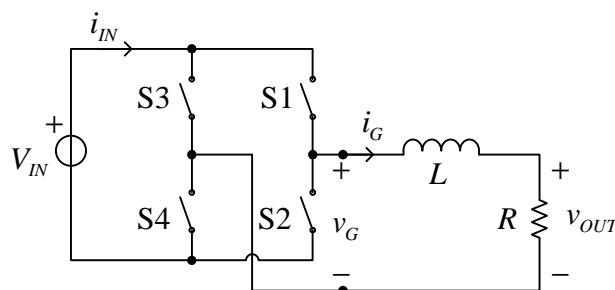 i_IN
S3
S1
+
V_IN
i_G
+
L
+
S4
S2
v_G
R
v_OUT
−
−